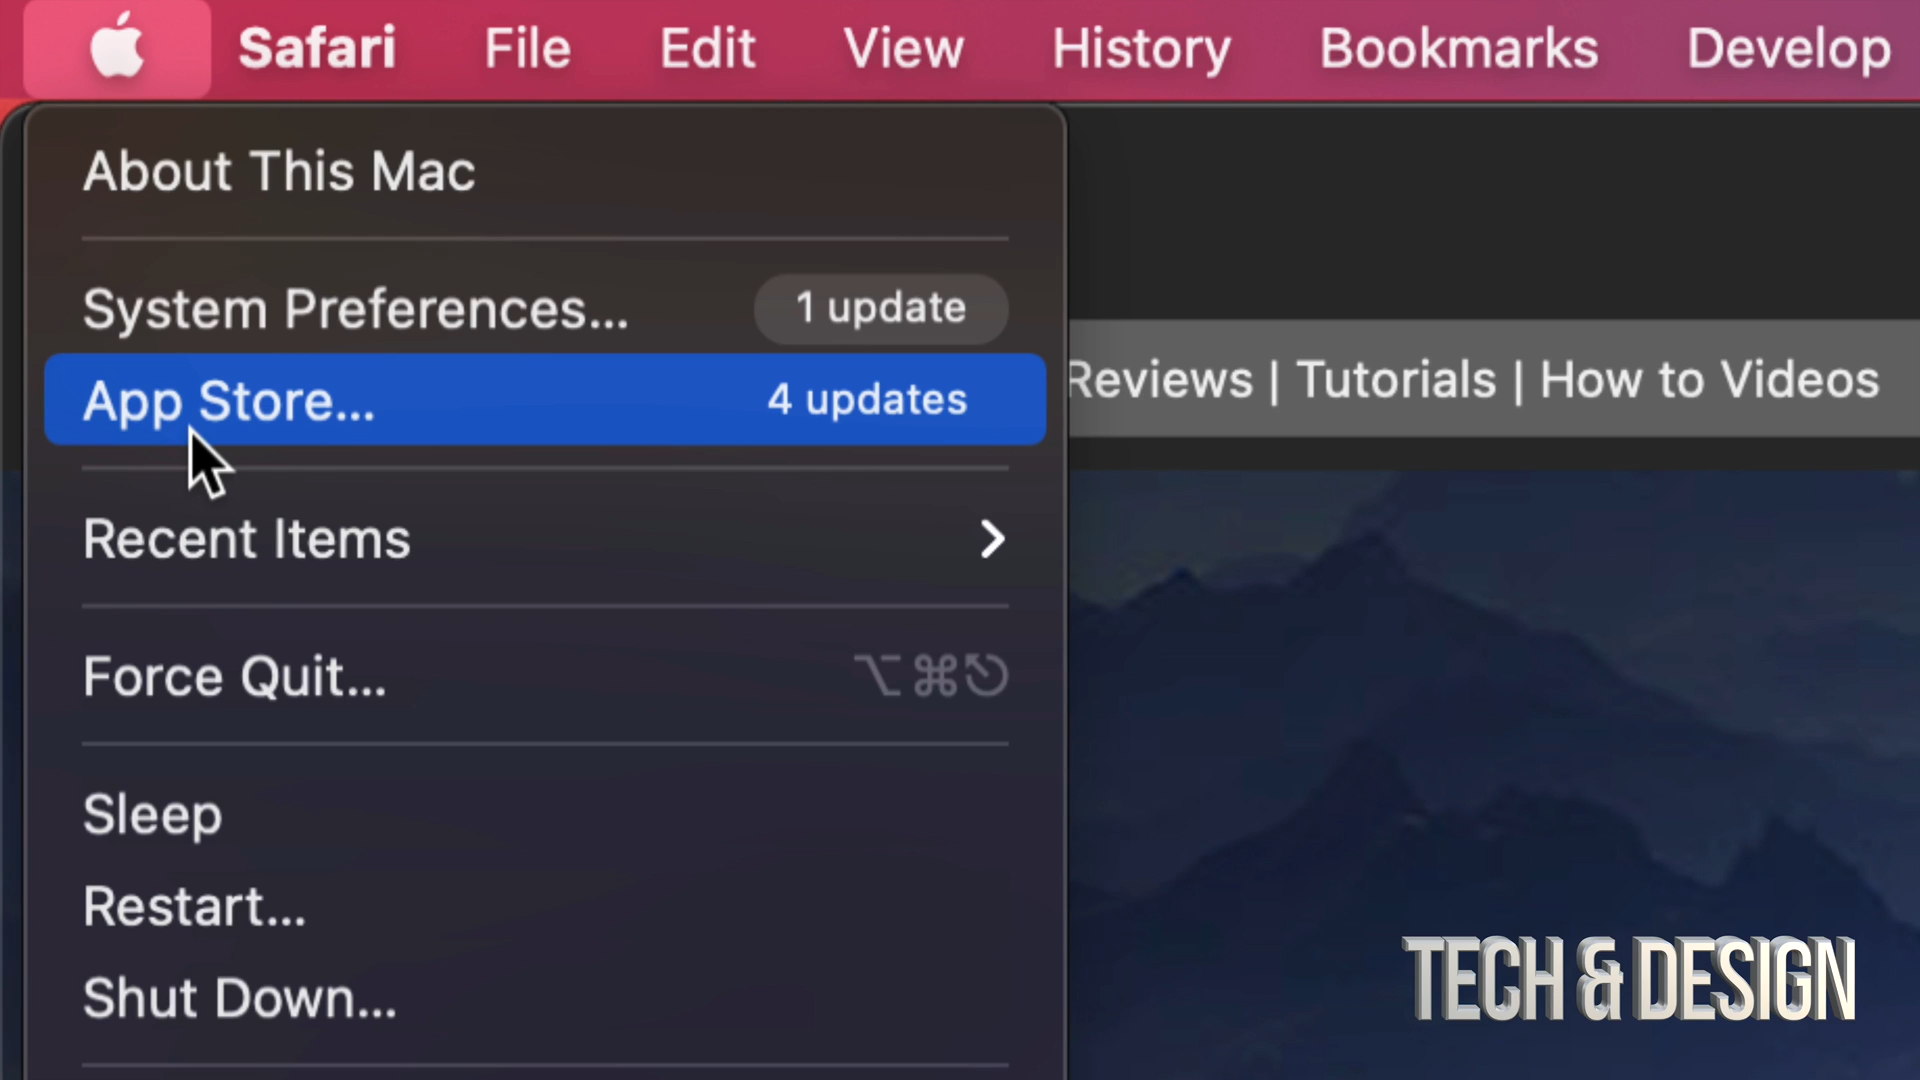 Safari File Edit View History Bookmarks Develop
About This Mac
System Preferences... 1 update
App Store... 4 updates
Reviews | Tutorials | How to Videos
Recent Items
Force Quit... ⌥⌘⎋
Sleep
Restart...
Shut Down...
TECH & DESIGN